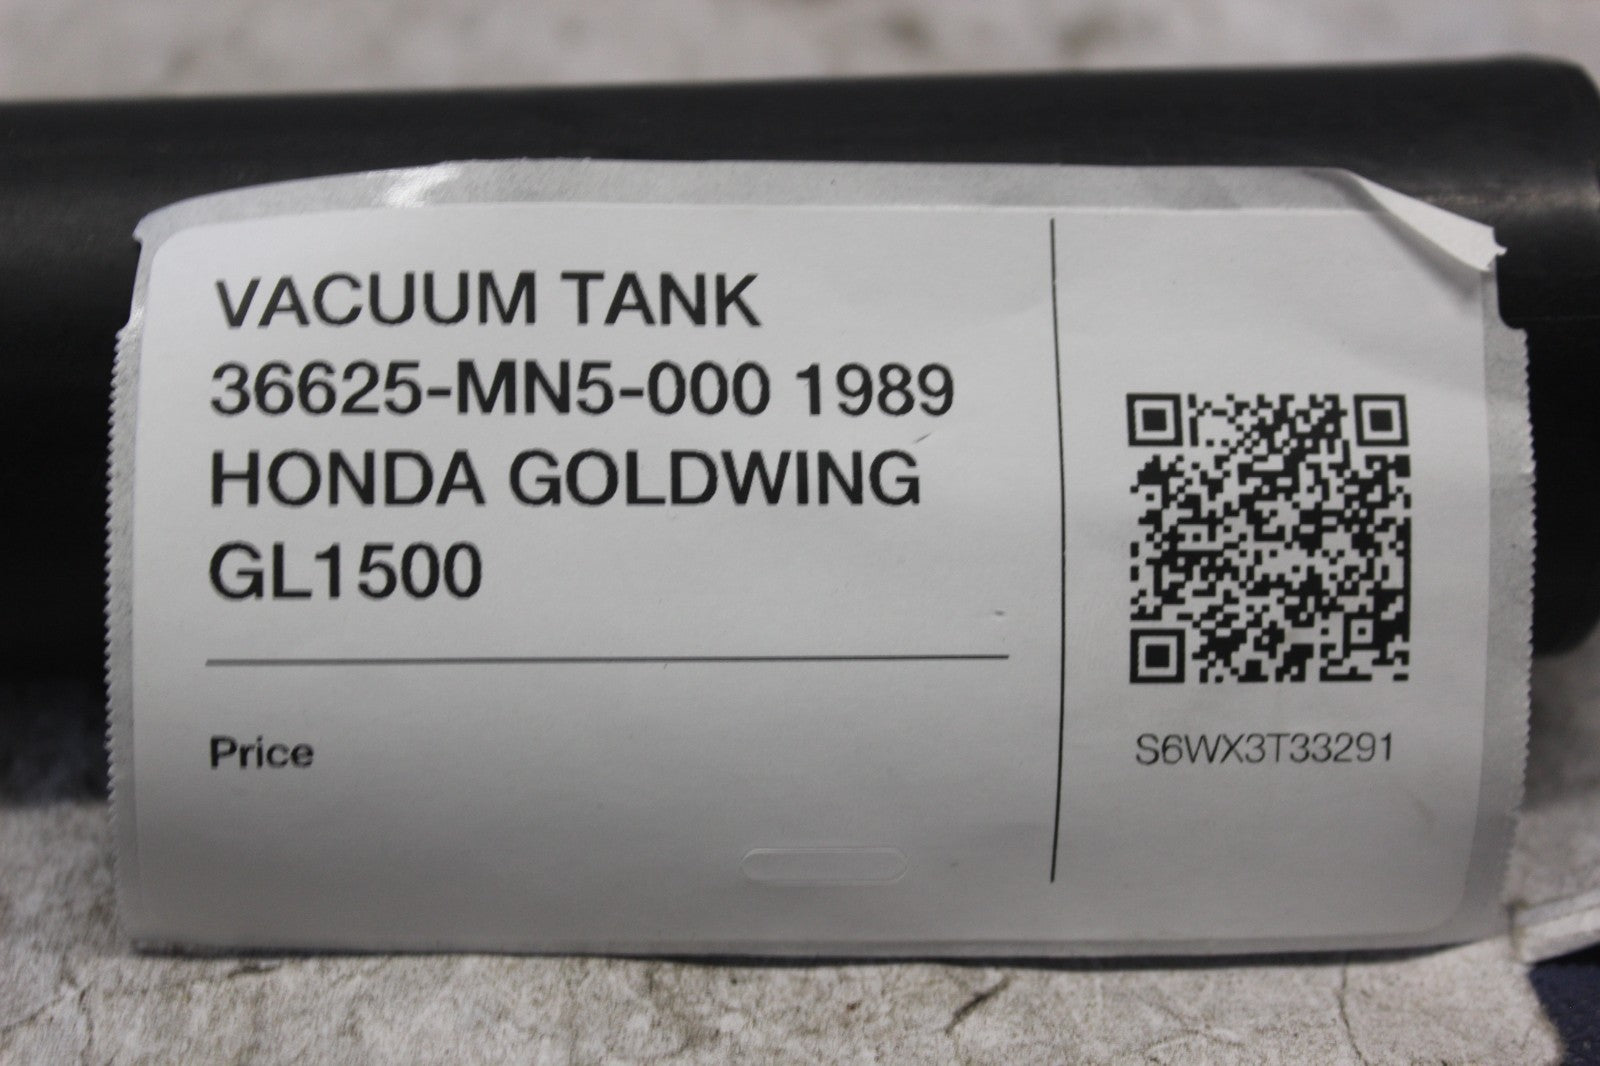 VACUUM TANK
36625-MN5-000 1989
HONDA GOLDWING
GL1500
Price
S6WX3T33291